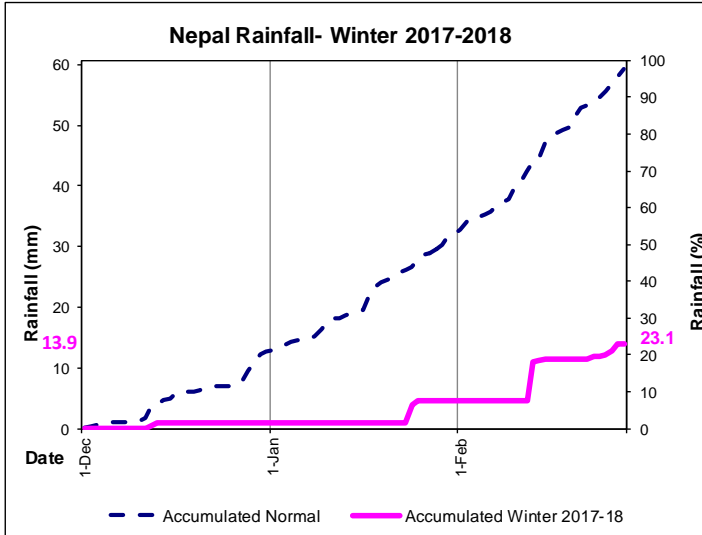 Nepal Rainfall- Winter 2017-2018
60
50
40
30
20
10
0
Rainfall (mm)
13.9
100
90
80
70
60
50
40
30
20
10
0
Rainfall (%)
23.1
Date
1-Dec
1-Jan
1-Feb
Accumulated Normal
Accumulated Winter 2017-18